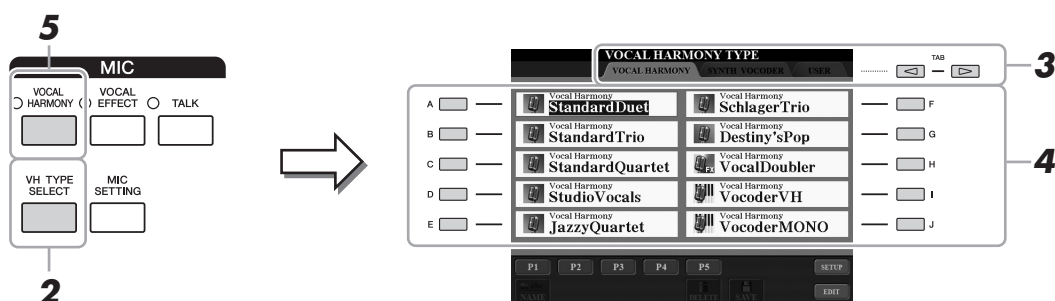 5
MIC
VOCAL HARMONY
VOCAL EFFECT
TALK
VH TYPE SELECT
MIC SETTING
2
VOCAL HARMONY TYPE
VOCAL HARMONY
SYNTH VOCODER
USER
TAB
3
A
Vocal Harmony
StandardDuet
Vocal Harmony
SchlagerTrio
F
B
Vocal Harmony
StandardTrio
Vocal Harmony
Destiny'sPop
G
C
Vocal Harmony
StandardQuartet
Vocal Harmony
VocalDoubler
H
4
D
Vocal Harmony
StudioVocals
Vocal Harmony
VocoderVH
I
E
Vocal Harmony
JazzyQuartet
Vocal Harmony
VocoderMONO
J
P1
P2
P3
P4
P5
SETUP
NAME
DELETE
SAVE
EDIT